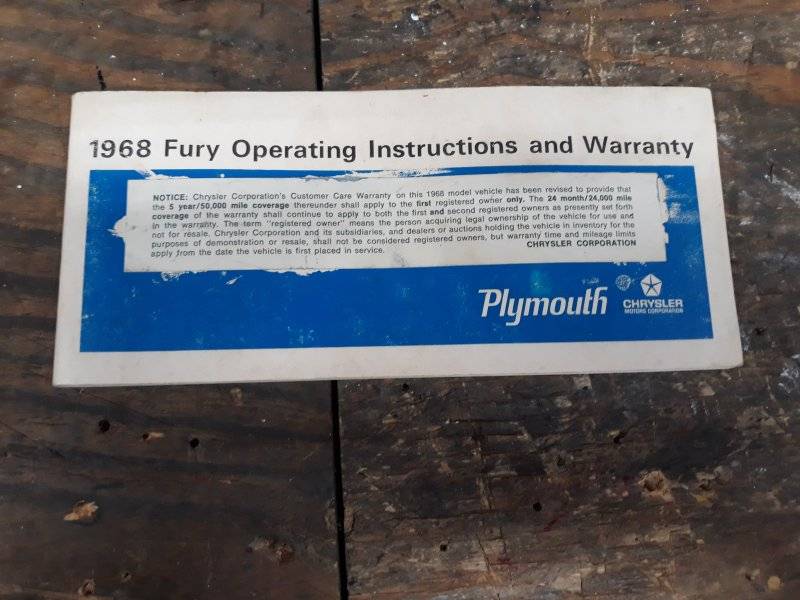 1968 Fury Operating Instructions and Warranty
NOTICE: Chrysler Corporation's Customer Care Warranty on this 1968 model vehicle has been revised to provide that
the 5 year/50,000 mile coverage thereunder shall apply to the first registered owner only. The 24 month/24,000 mile
coverage of the warranty shall continue to apply to both the first and second registered owners as presently set forth
in the warranty. The term "registered owner" means the person acquiring legal ownership of the vehicle for use and
not for resale. Chrysler Corporation and its subsidiaries, and dealers or auctions holding the vehicle in inventory for the
purposes of demonstration or resale, shall not be considered registered owners, but warranty time and mileage limits
apply from the date the vehicle is first placed in service. CHRYSLER CORPORATION
Plymouth
CHRYSLER
MOTORS CORPORATION